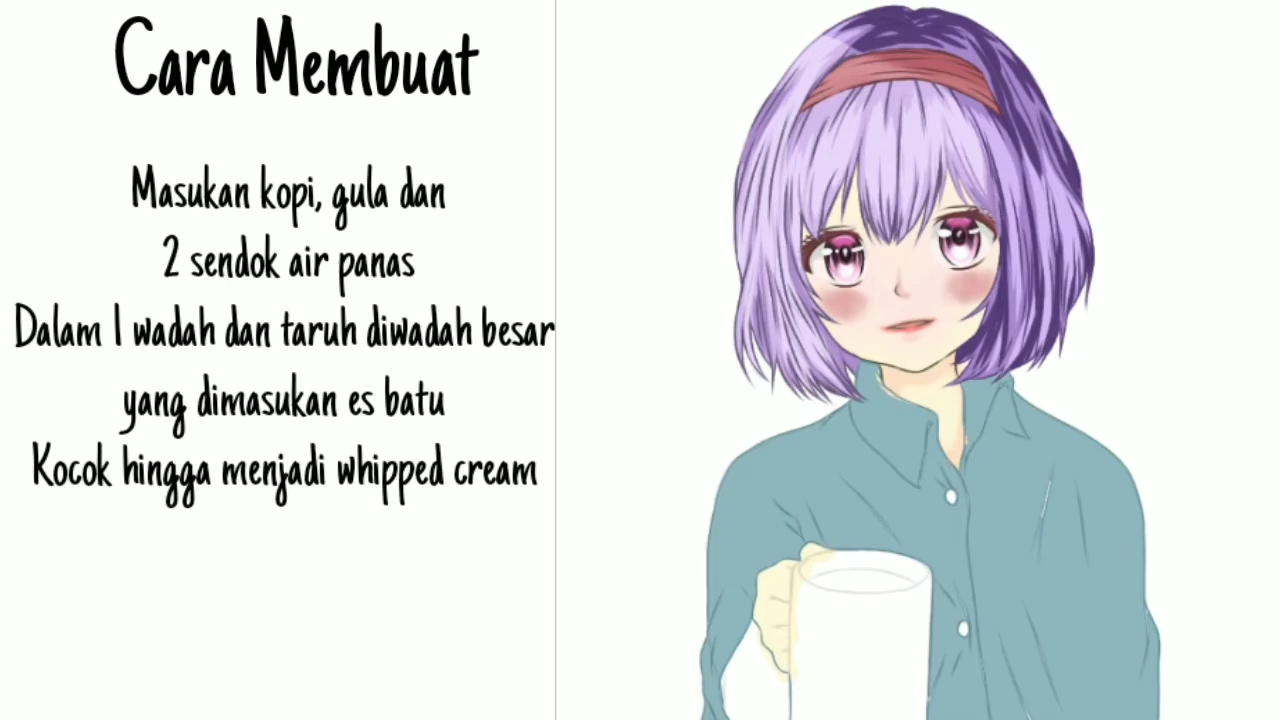 Cara Membuat
Masukan kopi, gula dan
2 sendok air panas
Dalam 1 wadah dan taruh diwadah besar
yang dimasukan es batu
Kocok hingga menjadi whipped cream